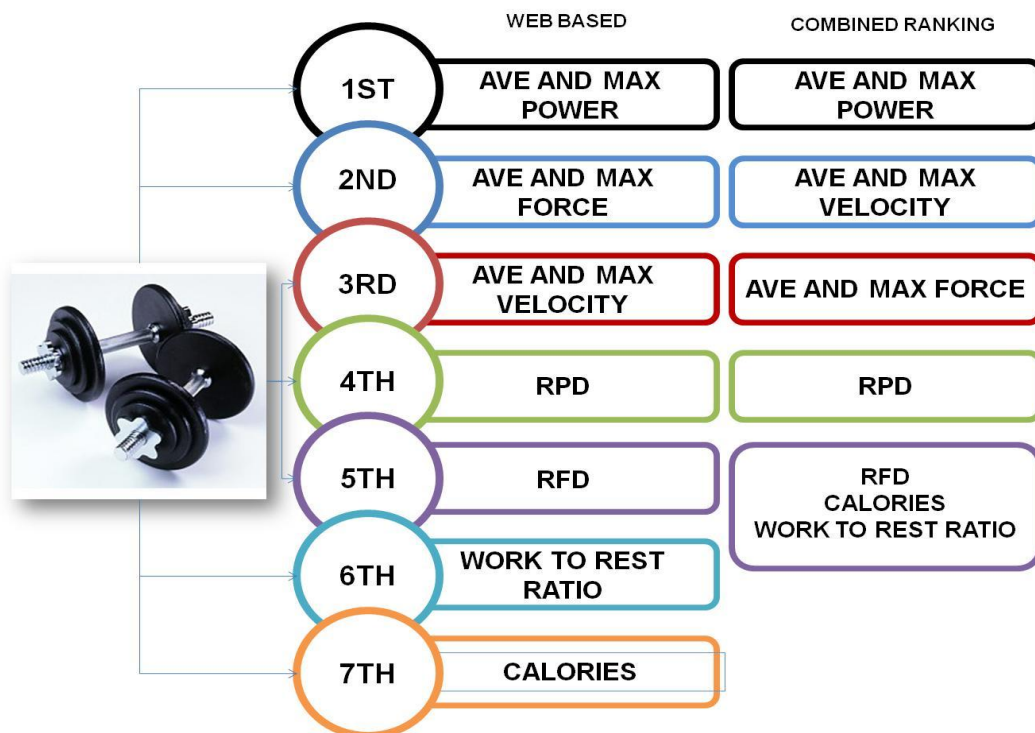 WEB BASED
COMBINED RANKING
1ST
AVE AND MAX
POWER
AVE AND MAX
POWER
2ND
AVE AND MAX
FORCE
AVE AND MAX
VELOCITY
3RD
AVE AND MAX
VELOCITY
AVE AND MAX FORCE
4TH
RPD
RPD
5TH
RFD
RFD
CALORIES
WORK TO REST RATIO
6TH
WORK TO REST
RATIO
7TH
CALORIES